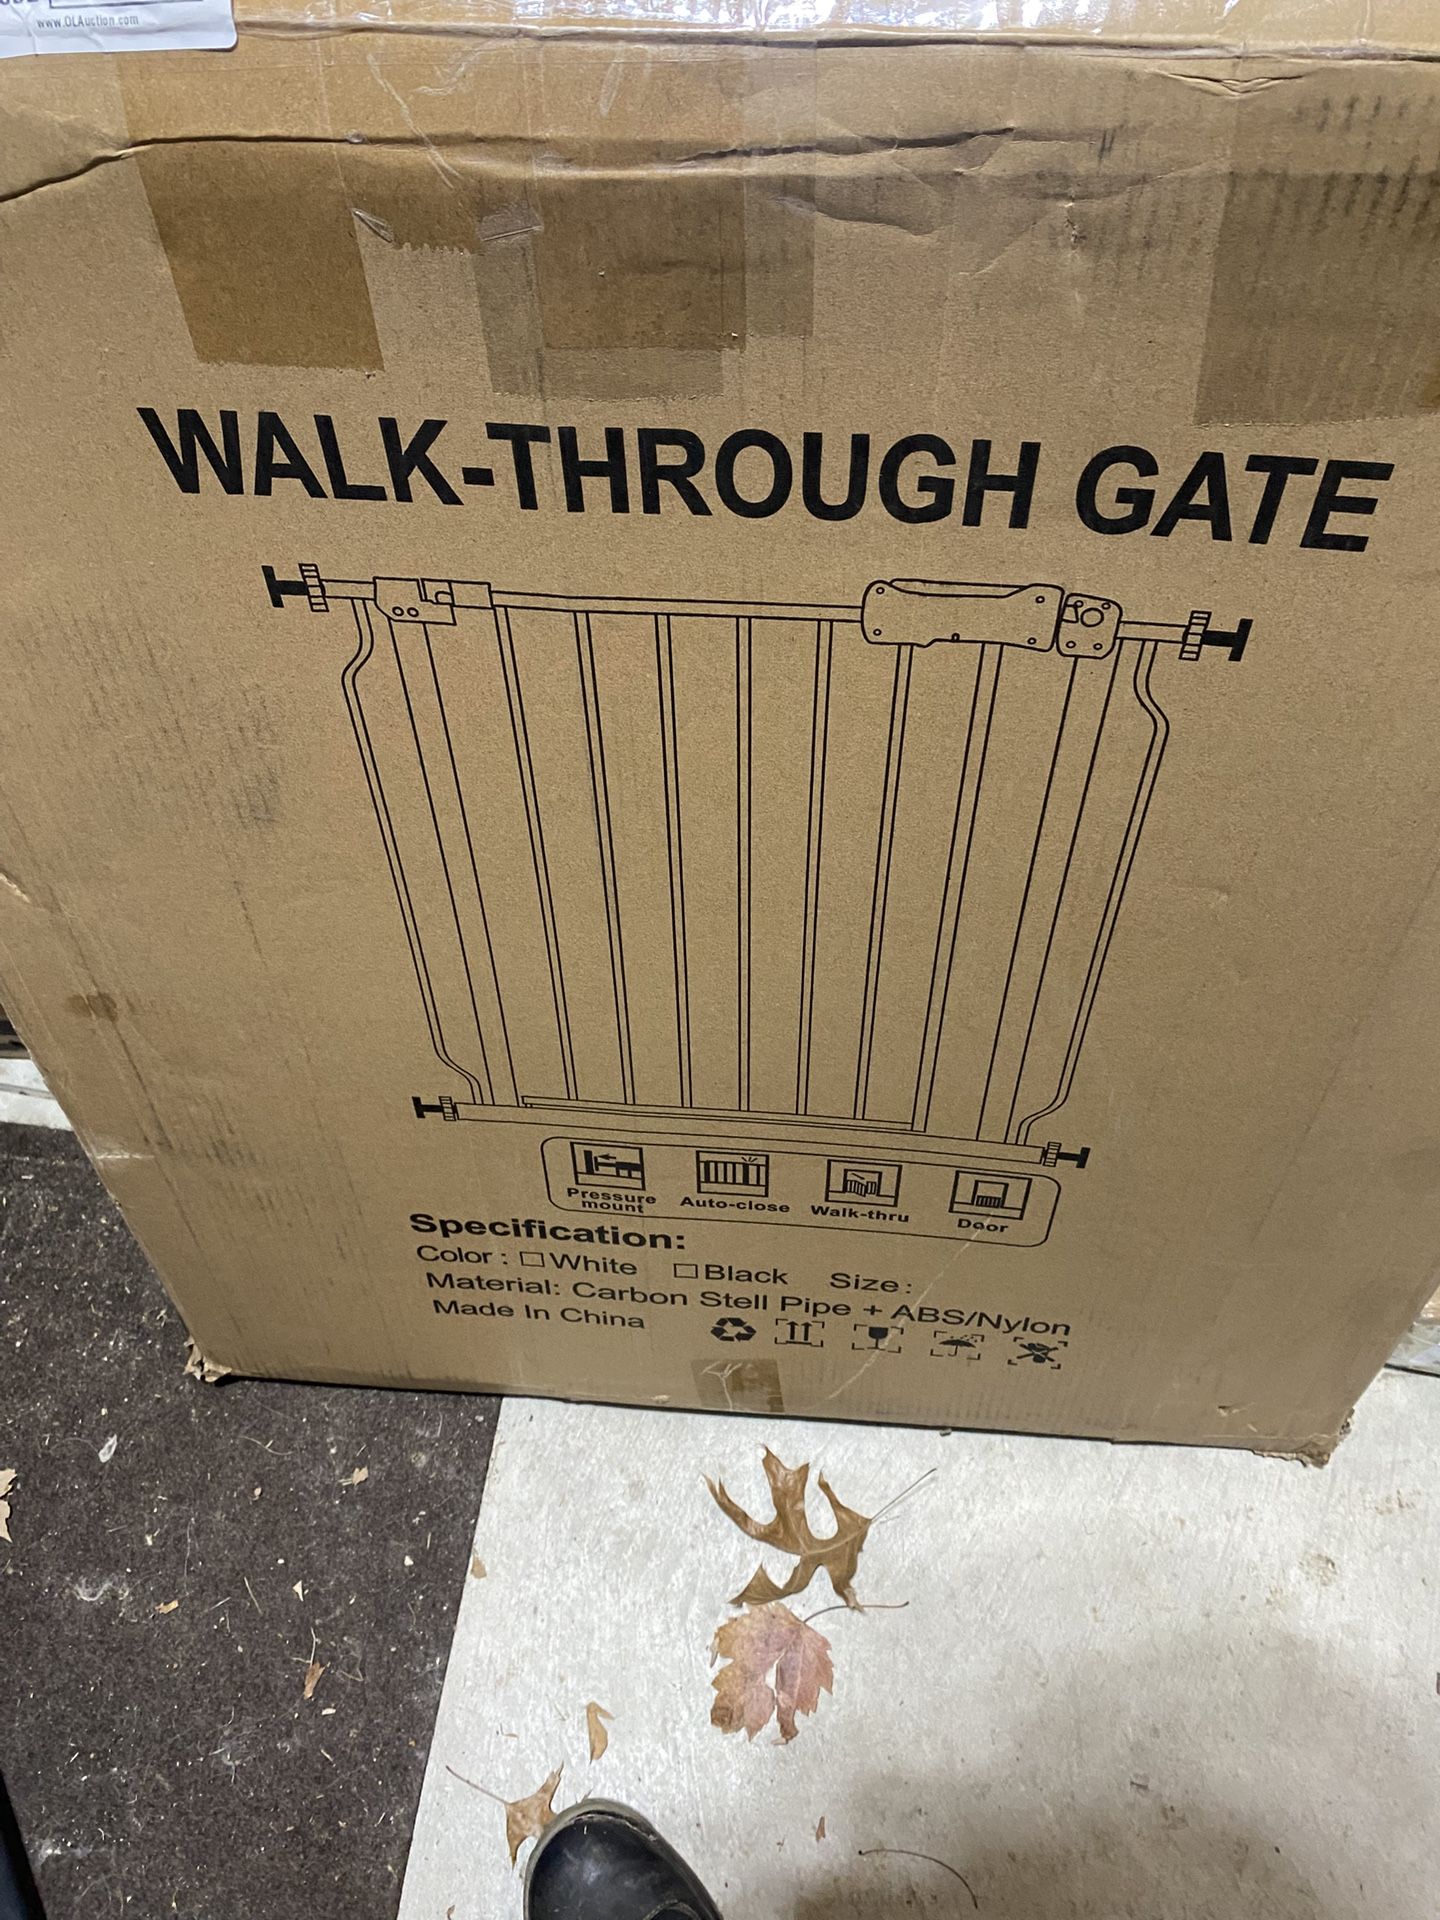 www.OLAuction.com
WALK-THROUGH GATE
Pressure mount
Auto-close
Walk-thru
Door
Specification:
Color : □White □Black Size :
Material: Carbon Stell Pipe + ABS/Nylon
Made In China